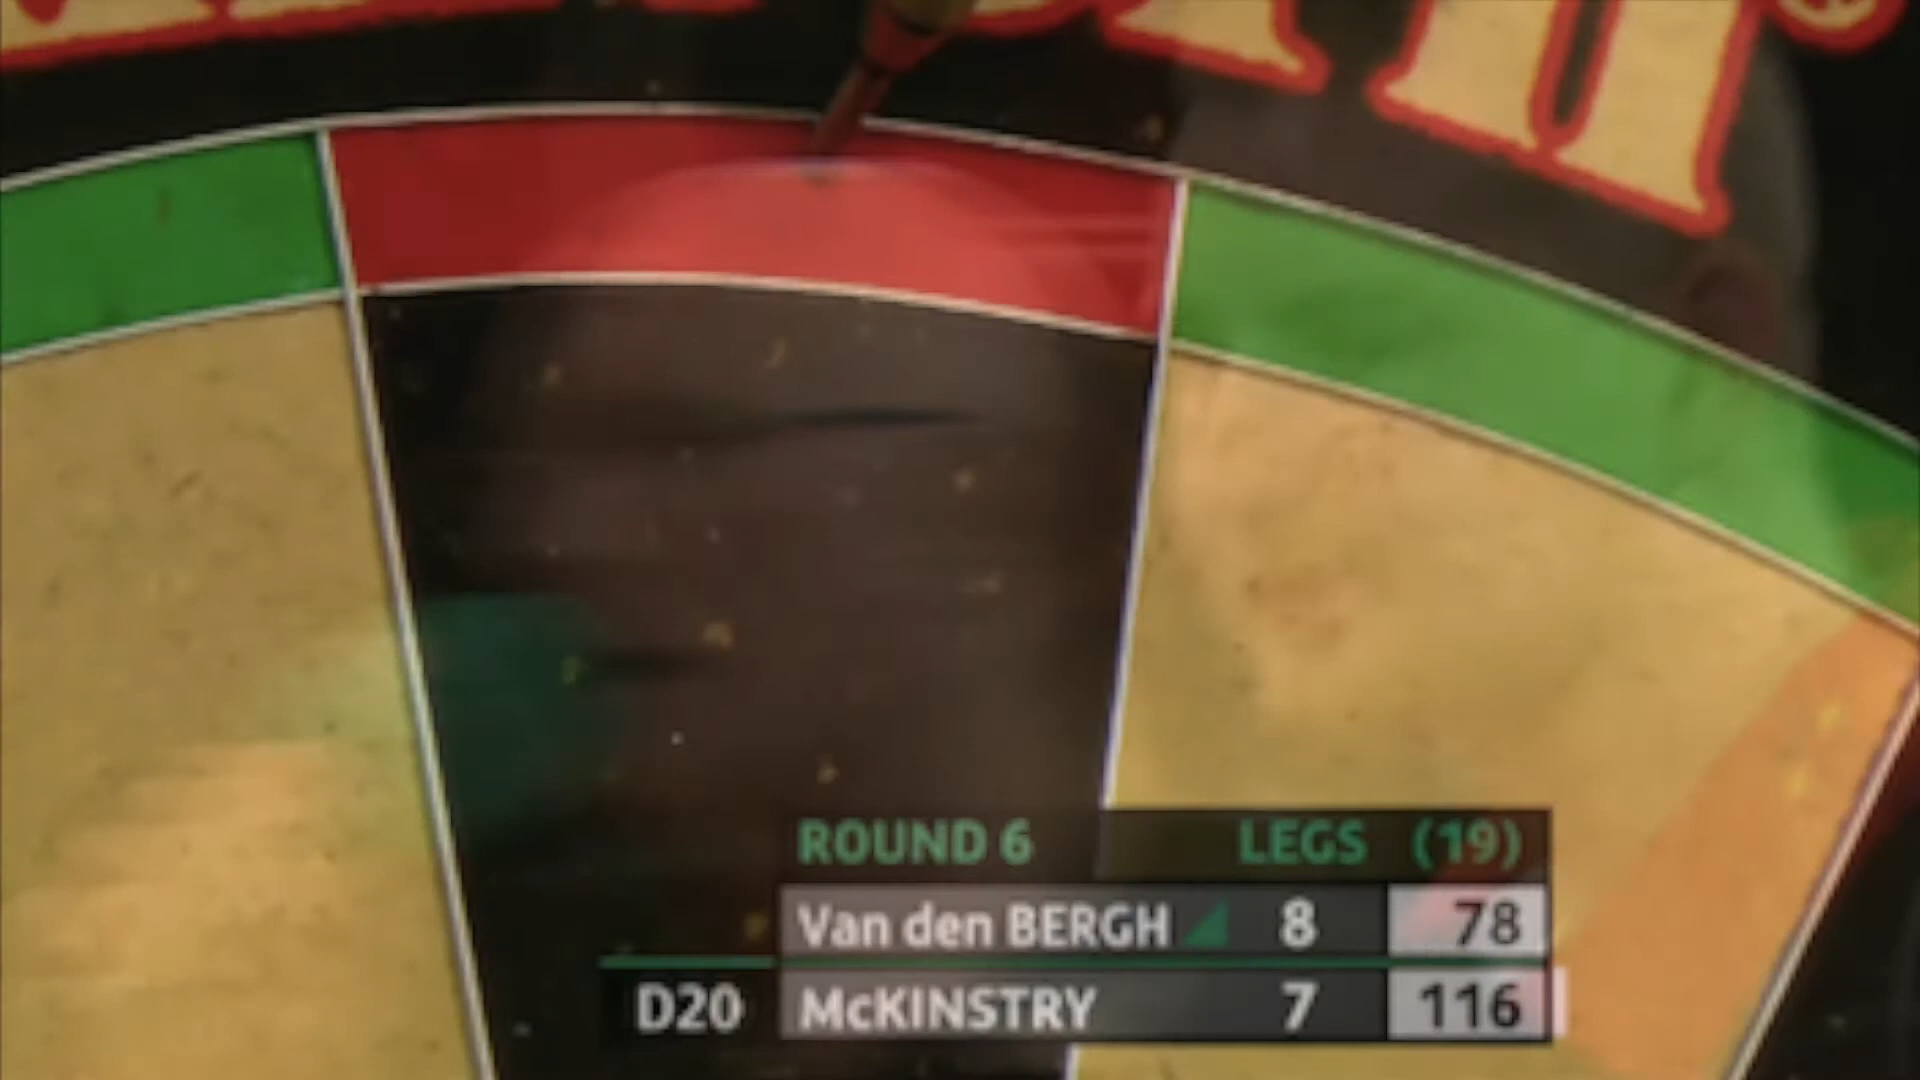 ROUND 6 LEGS (19)
Van den BERGH 8 78
D20 McKINSTRY 7 116